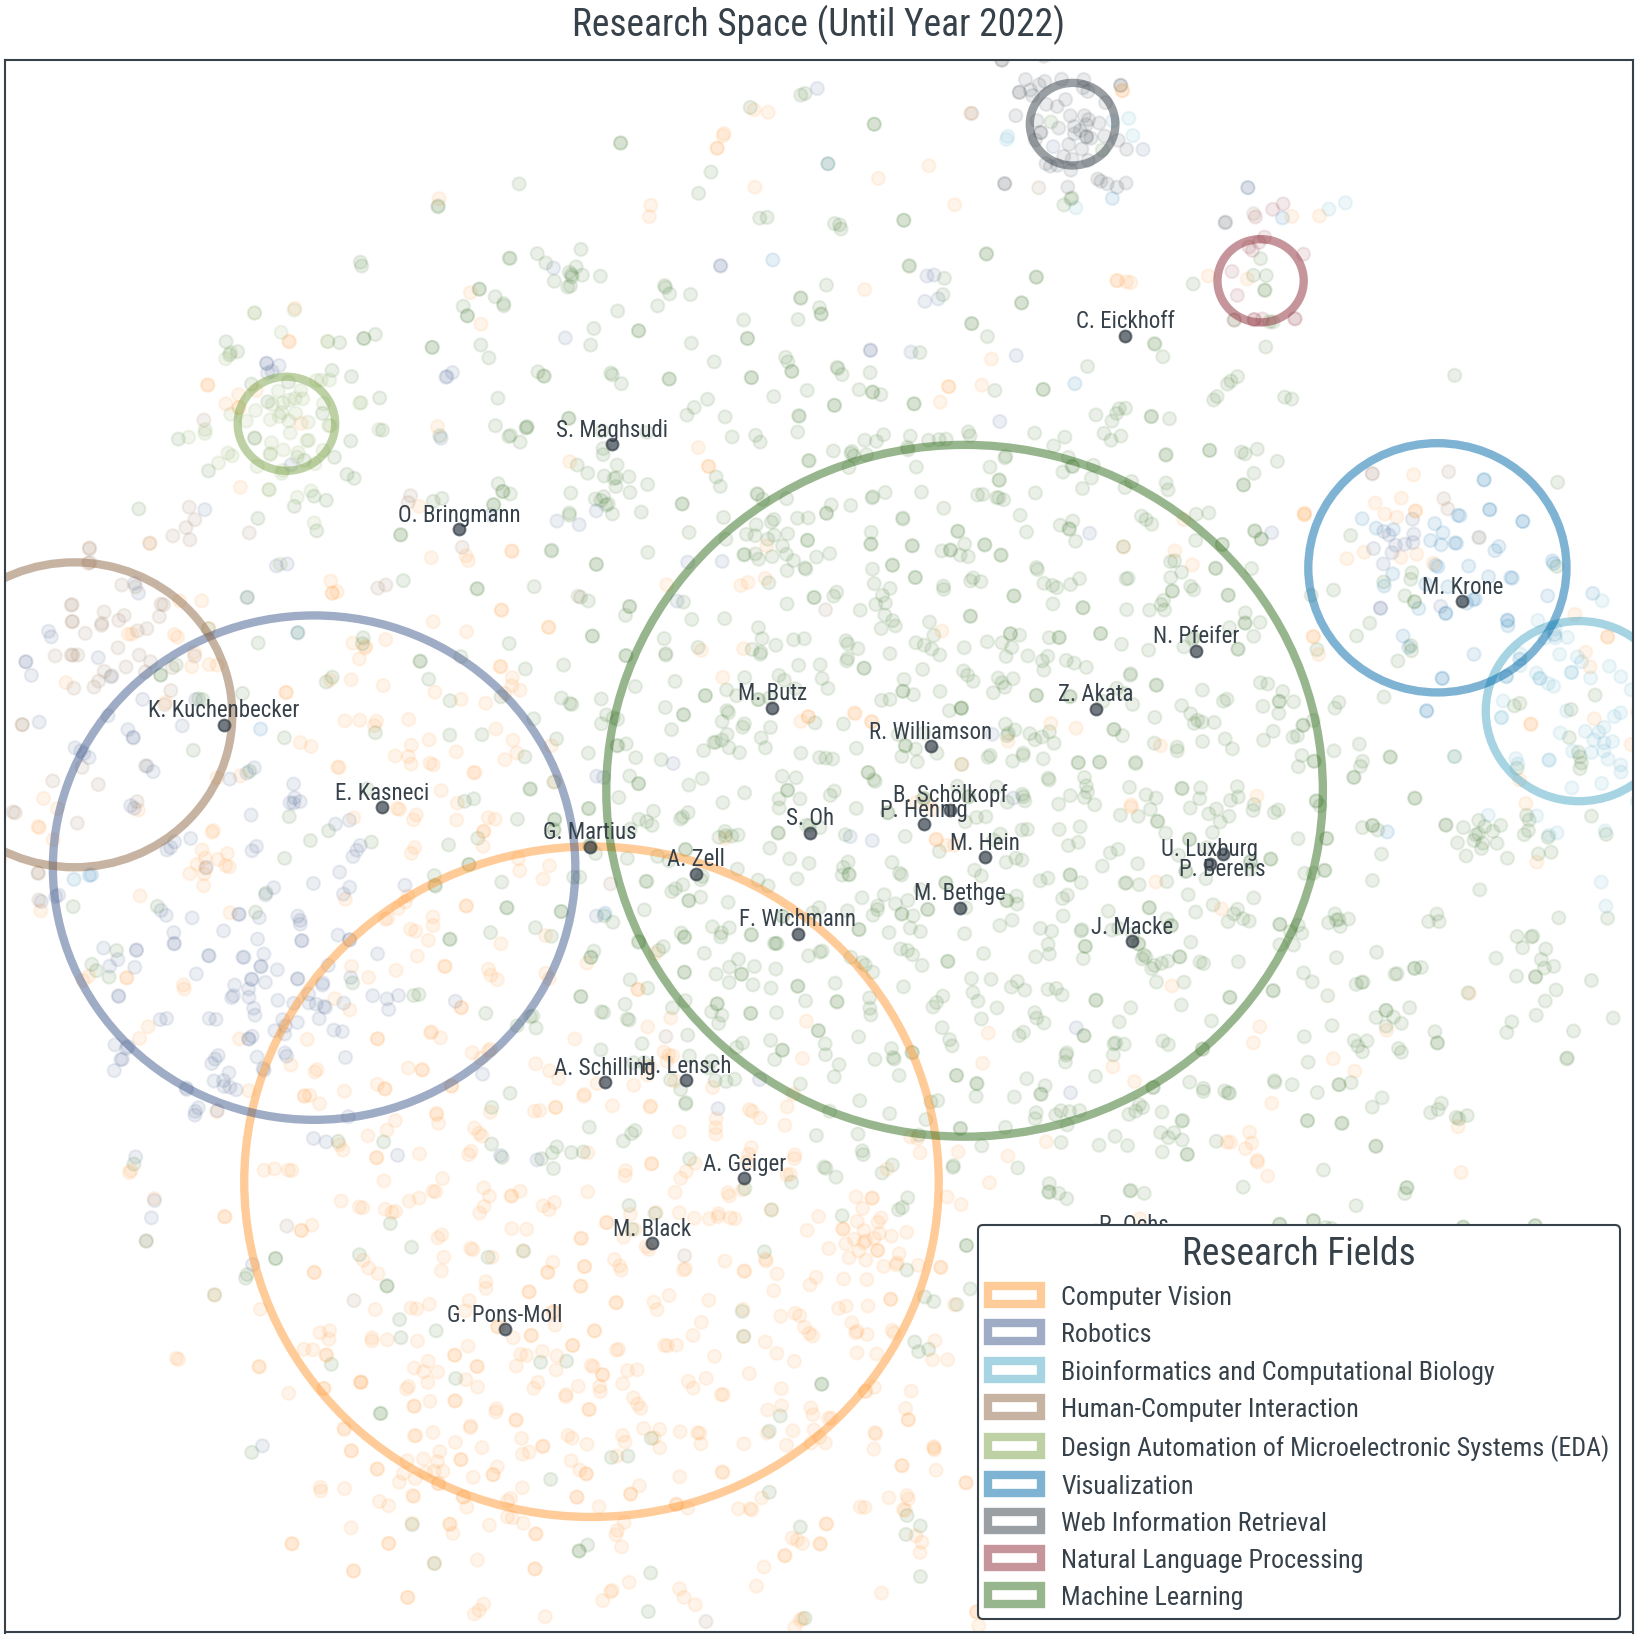 Research Space (Until Year 2022)
C. Eickhoff
S. Maghsudi
O. Bringmann
M. Krone
N. Pfeifer
M. Butz
Z. Akata
K. Kuchenbecker
R. Williamson
E. Kasneci
B. Schölkopf
P. Hennig
S. Oh
G. Martius
M. Hein
U. Luxburg
A. Zell
P. Berens
M. Bethge
F. Wichmann
J. Macke
A. Schilling
H. Lensch
A. Geiger
M. Black
P. Ochs
G. Pons-Moll
Research Fields
Computer Vision
Robotics
Bioinformatics and Computational Biology
Human-Computer Interaction
Design Automation of Microelectronic Systems (EDA)
Visualization
Web Information Retrieval
Natural Language Processing
Machine Learning